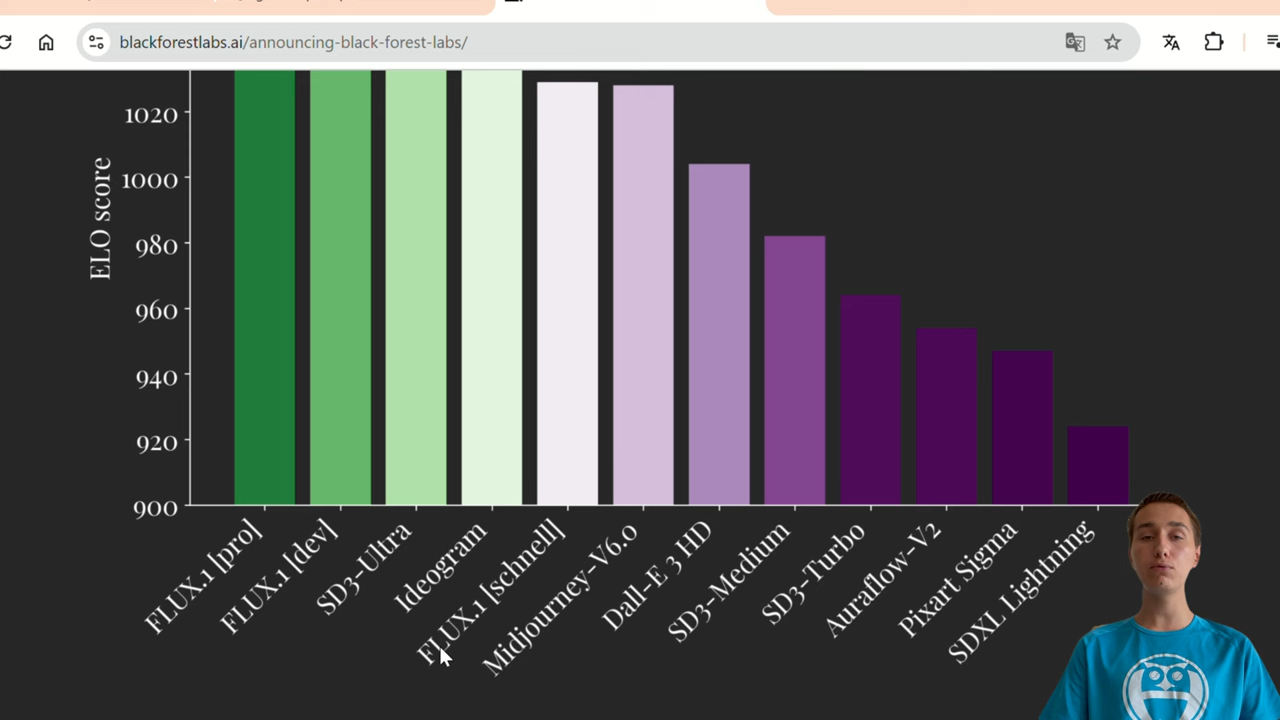 blackforestlabs.ai/announcing-black-forest-labs/
ELO score
1020
1000
980
960
940
920
900
FLUX.1 [pro]
FLUX.1 [dev]
SD3-Ultra
Ideogram
FLUX.1 [schnell]
Midjourney-V6.0
Dall-E 3 HD
SD3-Medium
SD3-Turbo
Auraflow-V2
Pixart Sigma
SDXL Lightning